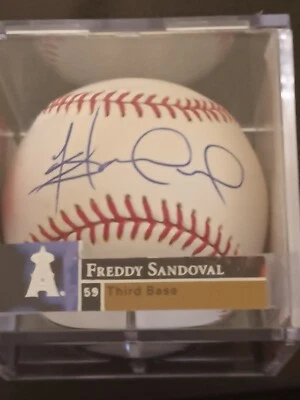 A
FREDDY SANDOVAL
59 Third Base